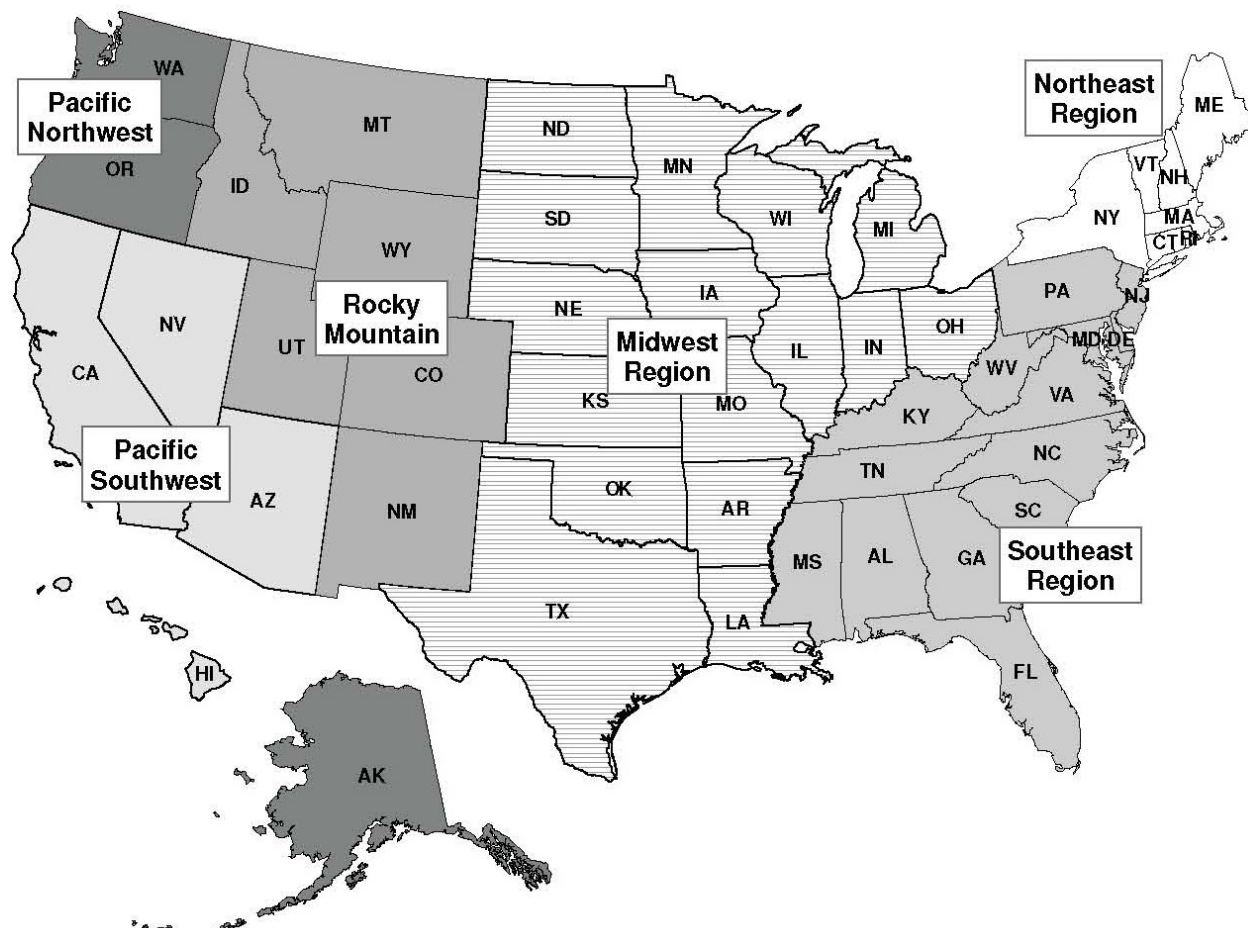 WA
Pacific
Northwest
OR
ID
MT
WY
ND
SD
NE
MN
WI
MI
IA
Northeast
Region
ME
VT
NH
NY
MA
CT
RI
Rocky
Mountain
NV
UT
CO
CA
Pacific
Southwest
AZ
NM
Midwest
Region
KS
MO
IL
IN
OH
OK
AR
TX
LA
PA
NJ
MD
DE
WV
VA
KY
TN
NC
SC
MS
AL
GA
Southeast
Region
FL
HI
AK